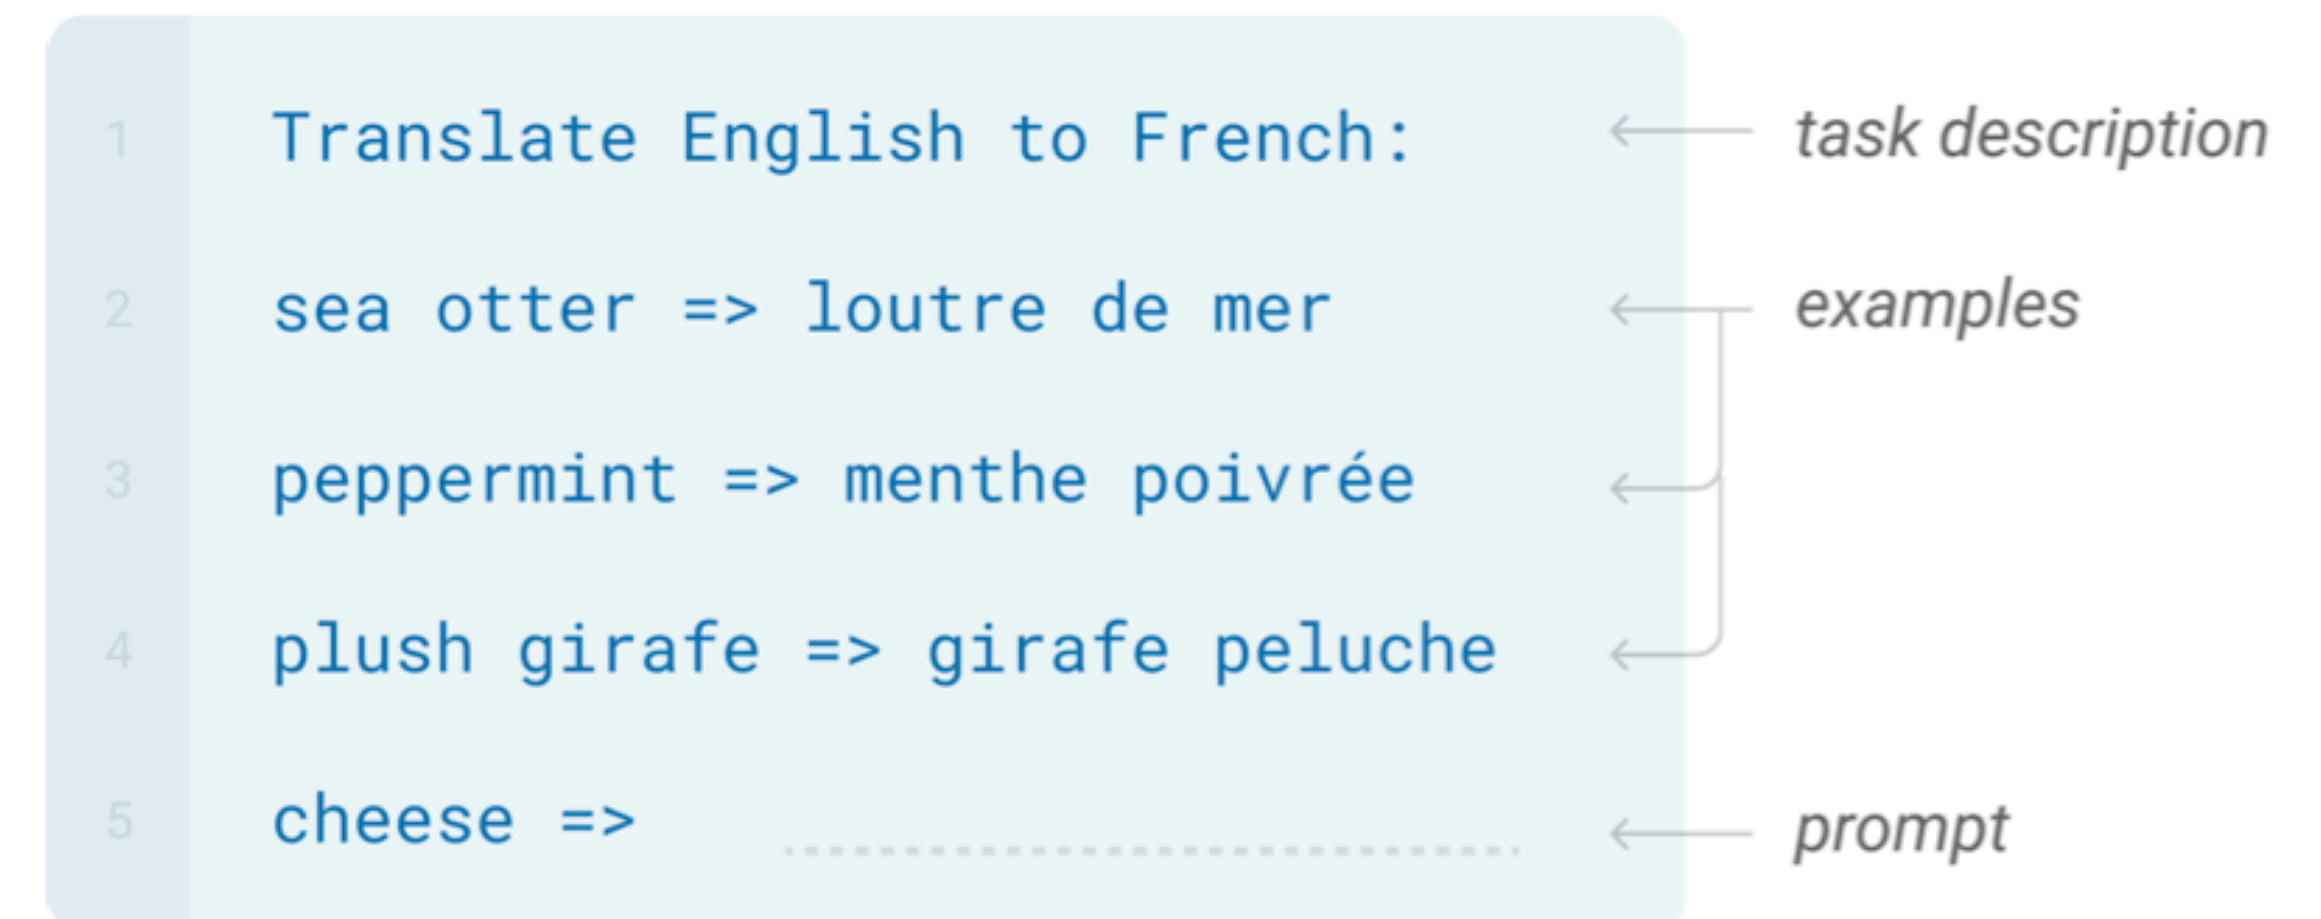 1 Translate English to French: task description
2 sea otter => loutre de mer examples
3 peppermint => menthe poivrée
4 plush girafe => girafe peluche
5 cheese => prompt